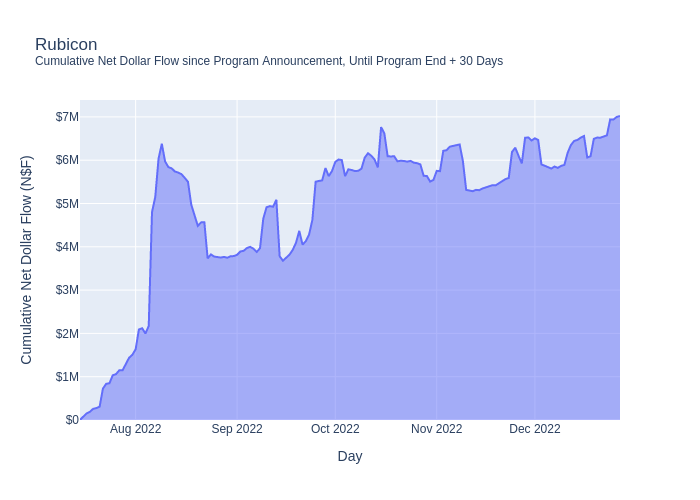 Rubicon
Cumulative Net Dollar Flow since Program Announcement, Until Program End + 30 Days
Cumulative Net Dollar Flow (N$F)
$7M
$6M
$5M
$4M
$3M
$2M
$1M
$0
Aug 2022 Sep 2022 Oct 2022 Nov 2022 Dec 2022
Day